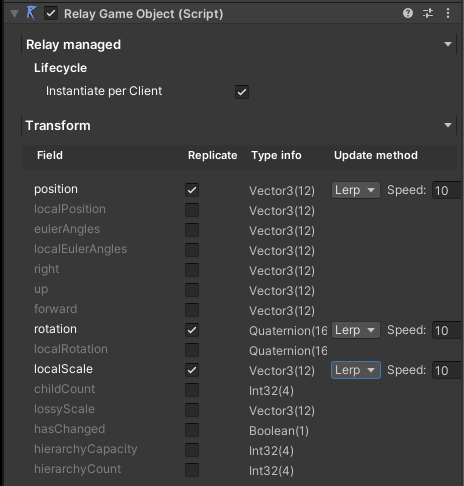 Relay Game Object (Script)
Relay managed
Lifecycle
Instantiate per Client
Transform
Field Replicate Type info Update method
position Vector3(12) Lerp Speed: 10
localPosition Vector3(12)
eulerAngles Vector3(12)
localEulerAngles Vector3(12)
right Vector3(12)
up Vector3(12)
forward Vector3(12)
rotation Quaternion(16 Lerp Speed: 10
localRotation Quaternion(16
localScale Vector3(12) Lerp Speed: 10
childCount Int32(4)
lossyScale Vector3(12)
hasChanged Boolean(1)
hierarchyCapacity Int32(4)
hierarchyCount Int32(4)